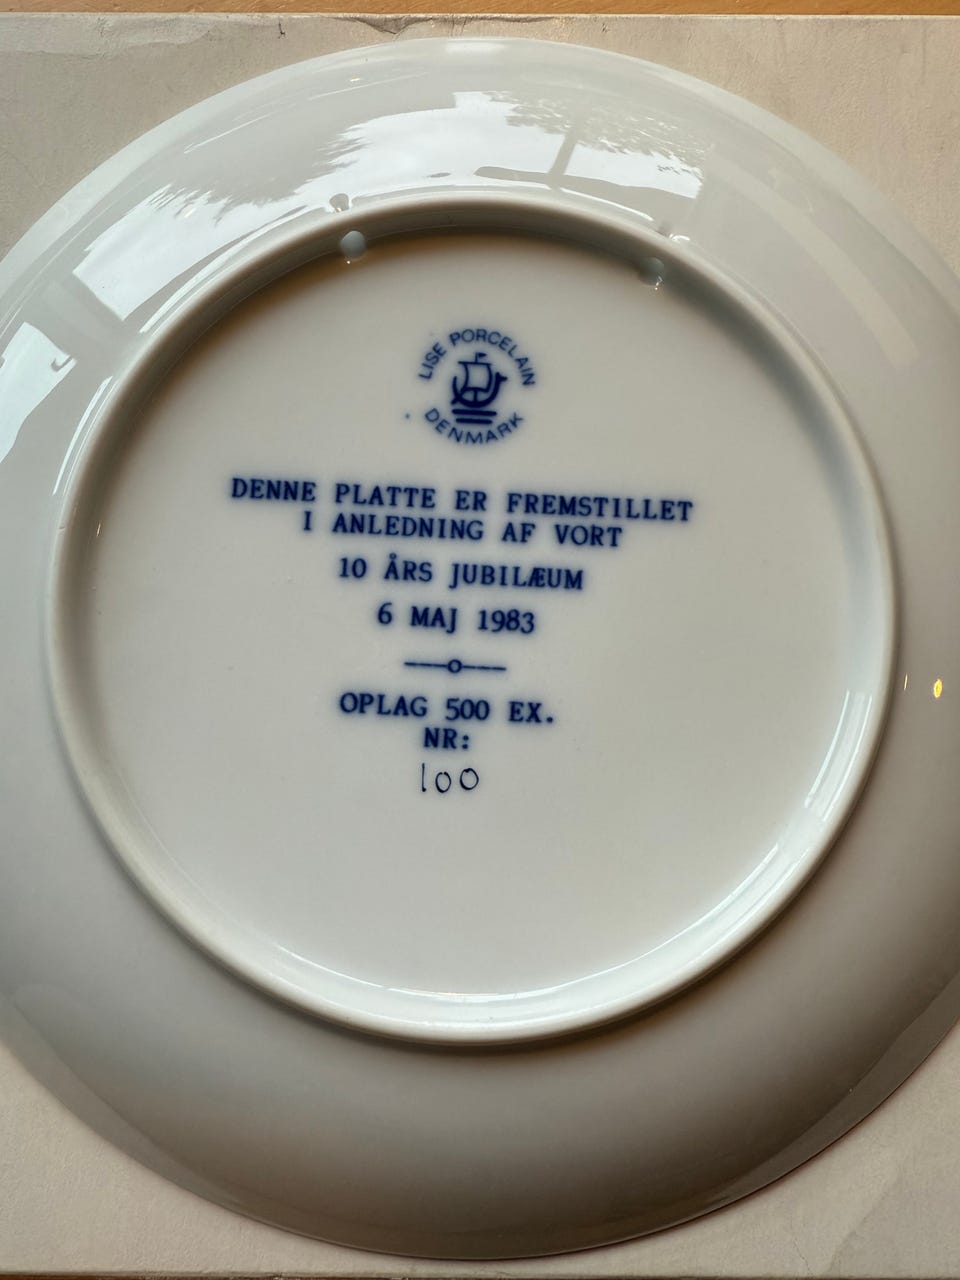 LISE PORCELAIN
DENMARK
DENNE PLATTE ER FREMSTILLET
I ANLEDNING AF VORT
10 ÅRS JUBILÆUM
6 MAJ 1983
OPLAG 500 EX.
NR:
100